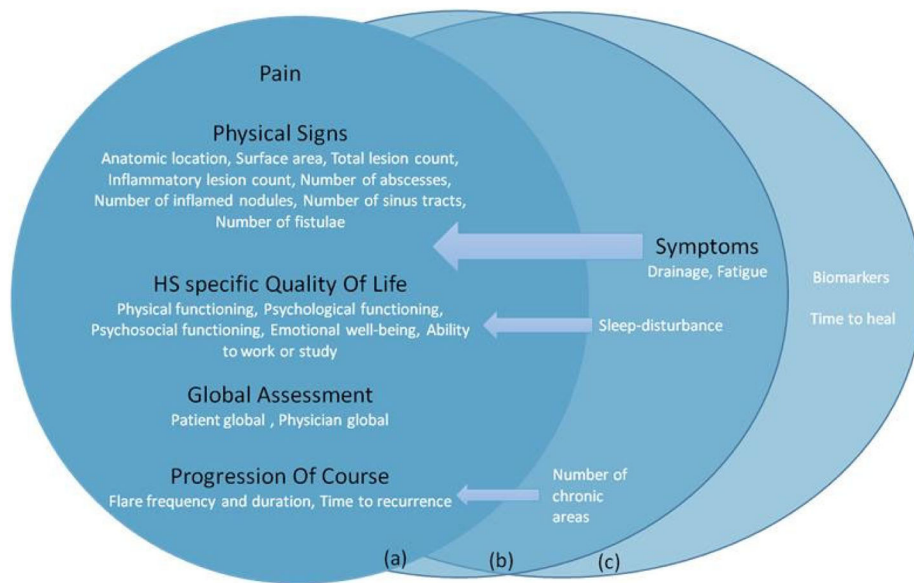 Pain
Physical Signs
Anatomic location, Surface area, Total lesion count,
Inflammatory lesion count, Number of abscesses,
Number of inflamed nodules, Number of sinus tracts,
Number of fistulae
Symptoms
Drainage, Fatigue
Biomarkers
Time to heal
HS specific Quality Of Life
Physical functioning, Psychological functioning,
Psychosocial functioning, Emotional well-being, Ability
to work or study
Sleep-disturbance
Global Assessment
Patient global , Physician global
Progression Of Course
Flare frequency and duration, Time to recurrence
Number of
chronic
areas
(a)
(b)
(c)